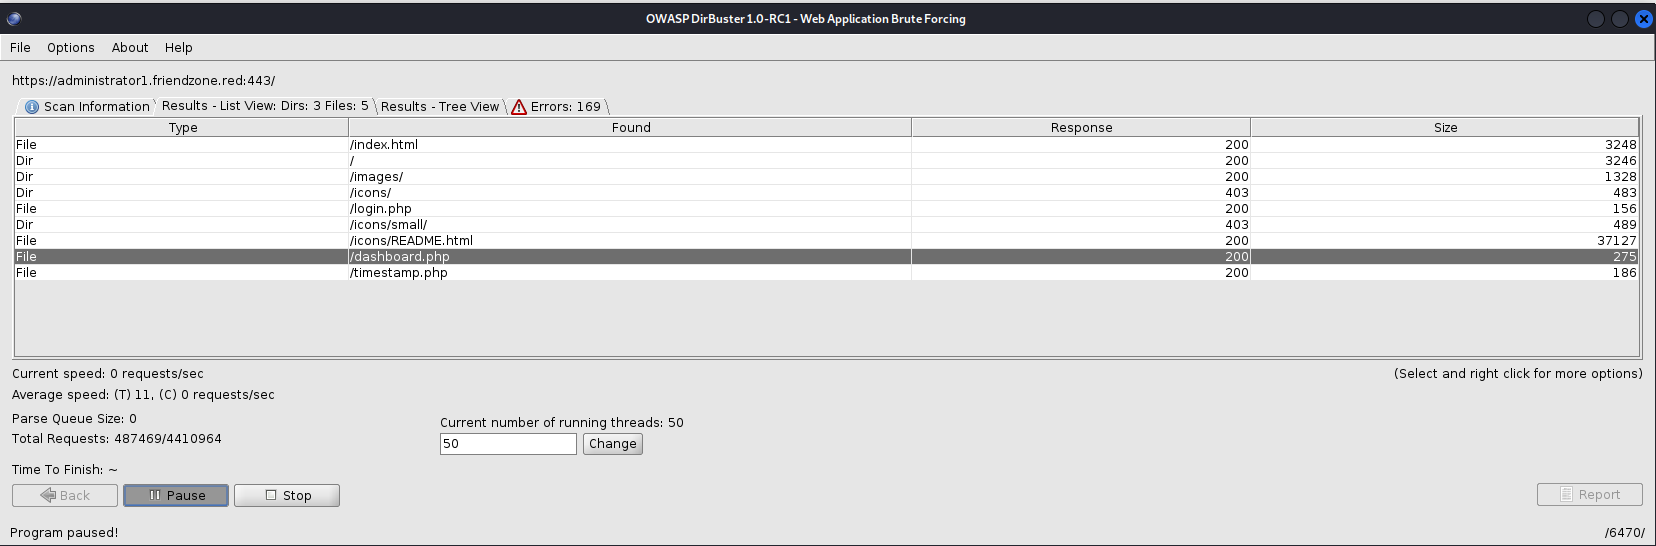 OWASP DirBuster 1.0-RC1 - Web Application Brute Forcing
File Options About Help
https://administrator1.friendzone.red:443/
Scan Information Results - List View: Dirs: 3 Files: 5 Results - Tree View Errors: 169
Type Found Response Size
File /index.html 200 3248
Dir / 200 3246
Dir /images/ 200 1328
Dir /icons/ 403 483
File /login.php 200 156
Dir /icons/small/ 403 489
File /icons/README.html 200 37127
File /dashboard.php 200 275
File /timestamp.php 200 186
Current speed: 0 requests/sec (Select and right click for more options)
Average speed: (T) 11, (C) 0 requests/sec
Parse Queue Size: 0
Current number of running threads: 50
Total Requests: 487469/4410964
50 Change
Time To Finish: ~
Back Pause Stop Report
Program paused! /6470/